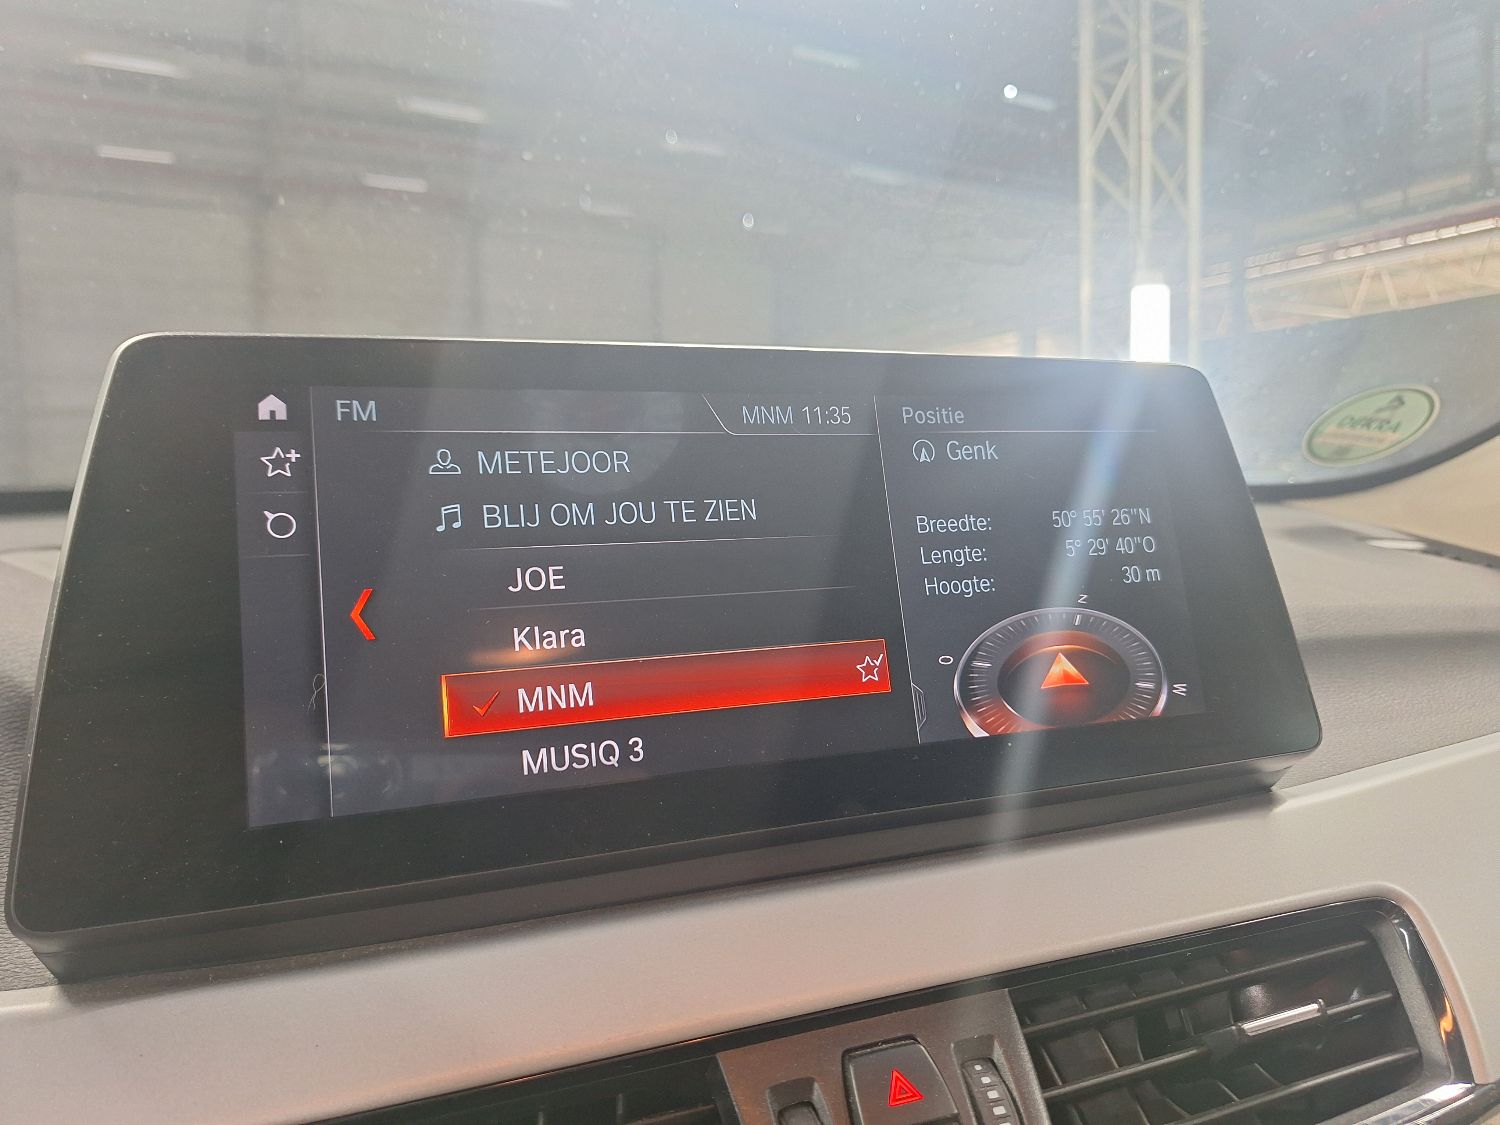 FM
MNM 11:35
METEJOOR
BLIJ OM JOU TE ZIEN
JOE
Klara
MNM
MUSIQ 3
Positie
Genk
Breedte: 50° 55' 26"N
Lengte: 5° 29' 40"O
Hoogte: 30 m
Z
O
W
DEKRA